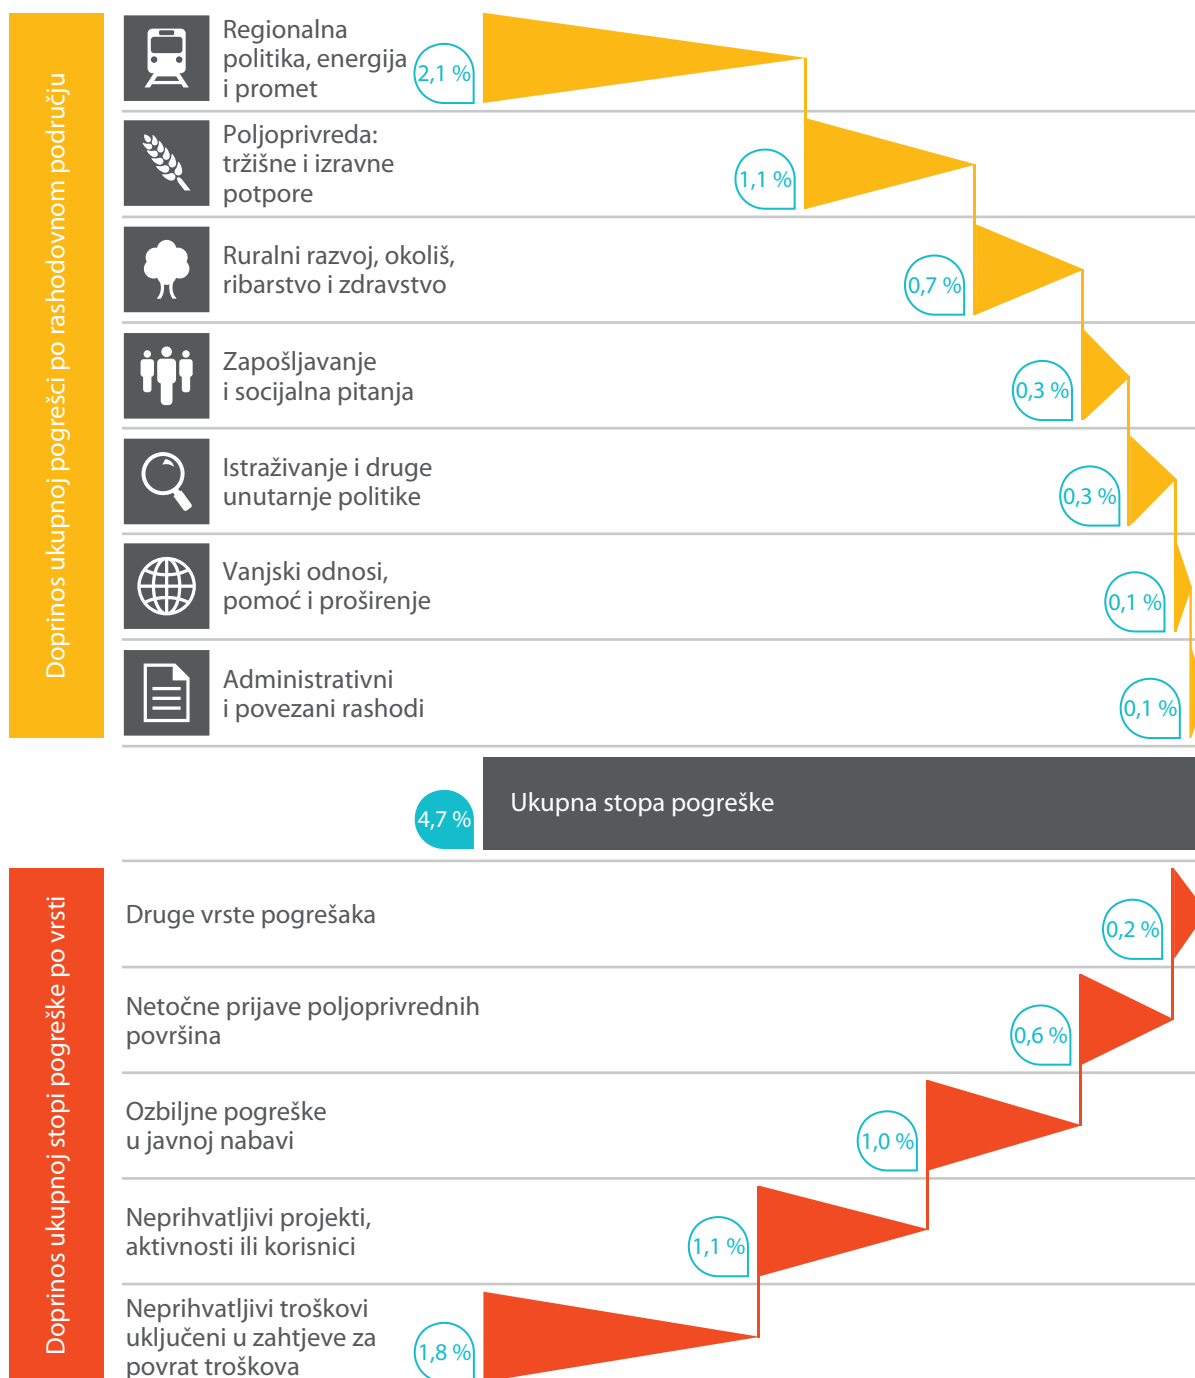 Doprinos ukupnoj pogrešci po rashodovnom području
Regionalna
politika, energija
i promet
2,1 %
Poljoprivreda:
tržišne i izravne
potpore
1,1 %
Ruralni razvoj, okoliš,
ribarstvo i zdravstvo
0,7 %
Zapošljavanje
i socijalna pitanja
0,3 %
Istraživanje i druge
unutarnje politike
0,3 %
Vanjski odnosi,
pomoć i proširenje
0,1 %
Administrativni
i povezani rashodi
0,1 %
4,7 %
Ukupna stopa pogreške
Doprinos ukupnoj stopi pogreške po vrsti
Druge vrste pogrešaka
0,2 %
Netočne prijave poljoprivrednih
površina
0,6 %
Ozbiljne pogreške
u javnoj nabavi
1,0 %
Neprihvatljivi projekti,
aktivnosti ili korisnici
1,1 %
Neprihvatljivi troškovi
uključeni u zahtjeve za
povrat troškova
1,8 %